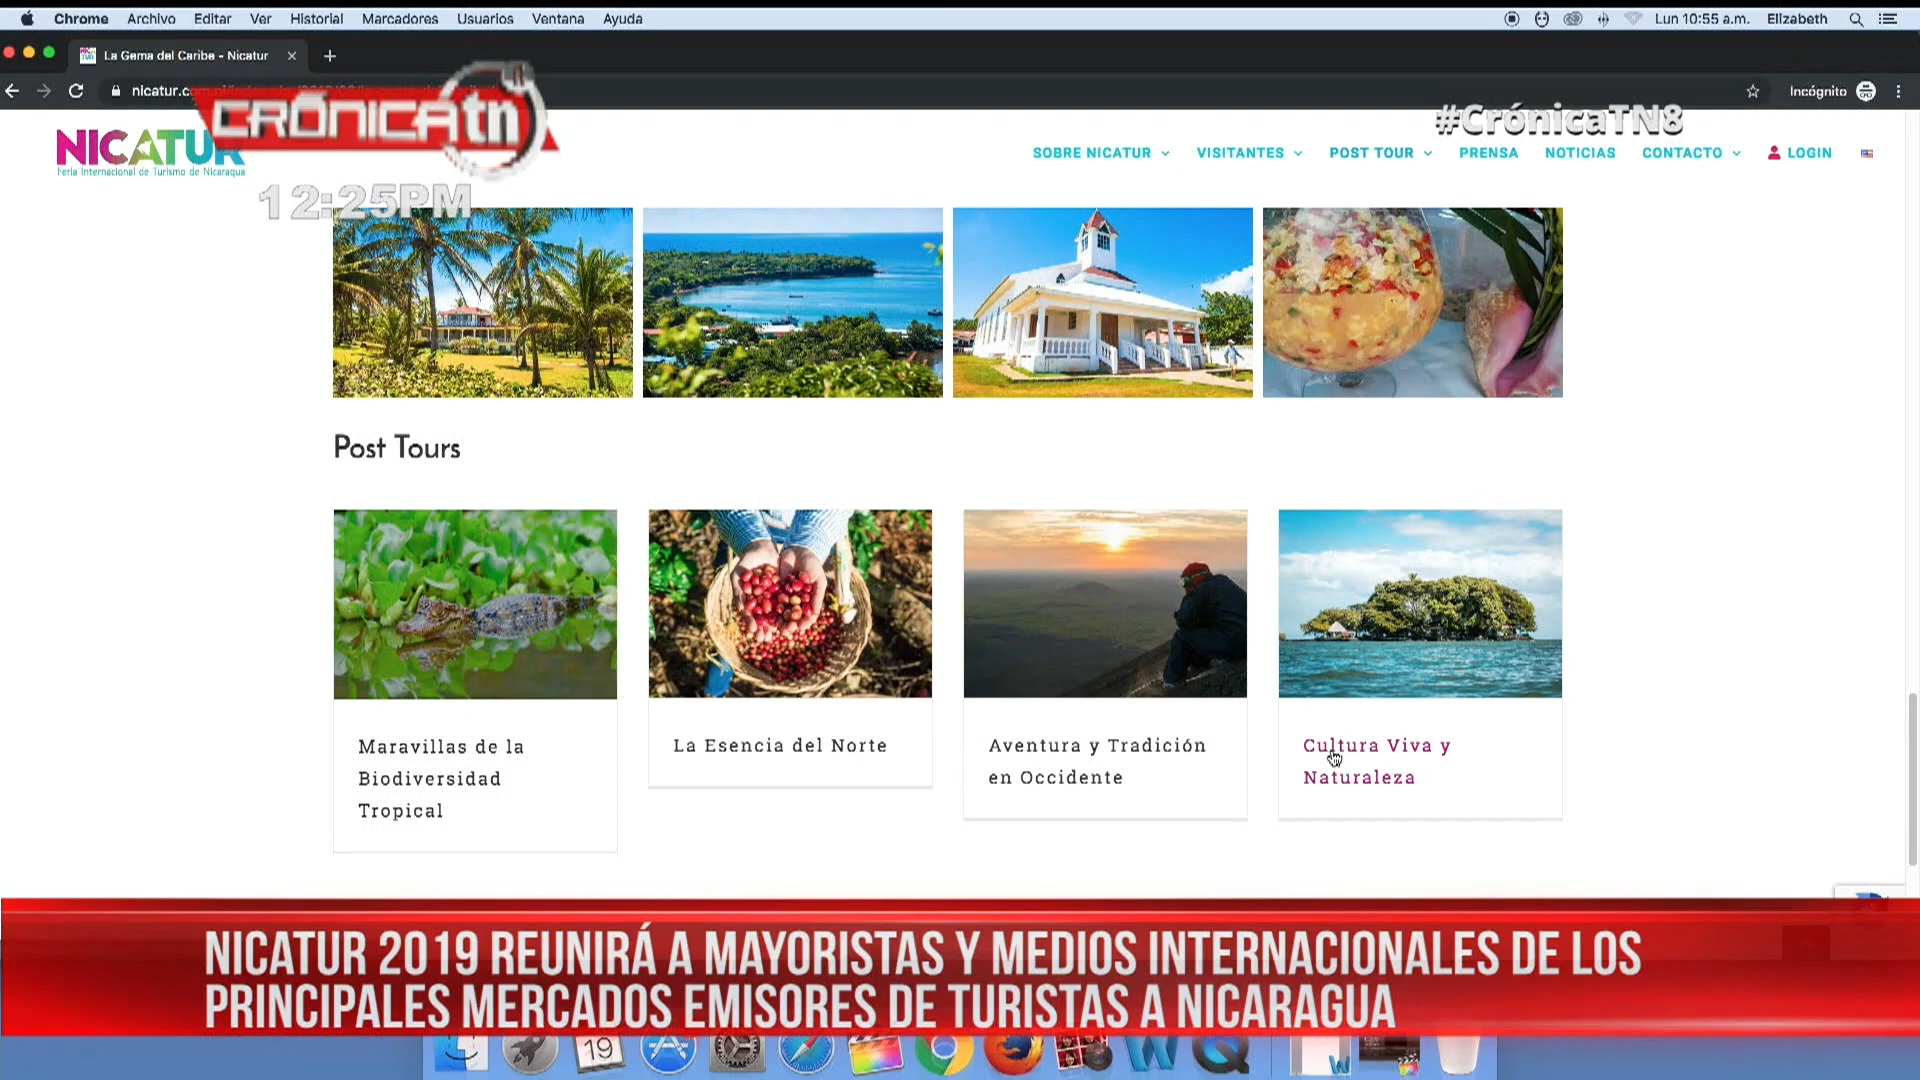 Chrome Archivo Editar Ver Historial Marcadores Usuarios Ventana Ayuda
Lun 10:55 a.m. Elizabeth
La Gema del Caribe - Nicatur
nicatur.co
Incógnito
CRÓNICAtn8
#CrónicaTN8
NICATUR
Feria Internacional de Turismo de Nicaragua
SOBRE NICATUR VISITANTES POST TOUR PRENSA NOTICIAS CONTACTO LOGIN
12:25PM
Post Tours
Maravillas de la
Biodiversidad
Tropical
La Esencia del Norte
Aventura y Tradición
en Occidente
Cultura Viva y
Naturaleza
NICATUR 2019 REUNIRÁ A MAYORISTAS Y MEDIOS INTERNACIONALES DE LOS
PRINCIPALES MERCADOS EMISORES DE TURISTAS A NICARAGUA
19